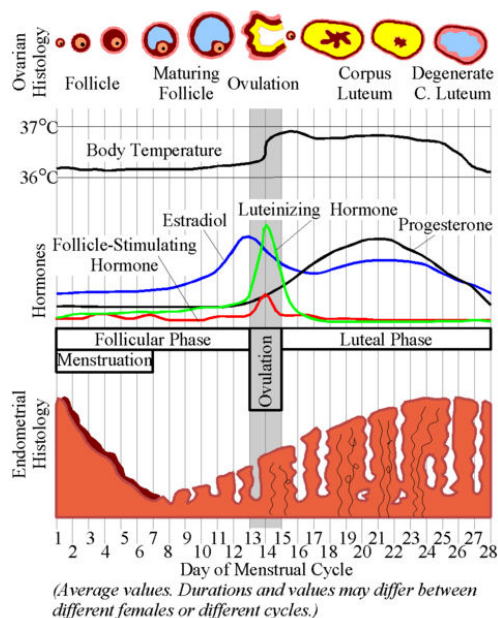 Ovarian
Histology
Follicle
Maturing
Follicle
Ovulation
Corpus
Luteum
Degenerate
C. Luteum
37°C
Body Temperature
36°C
Hormones
Luteinizing Hormone
Estradiol
Progesterone
Follicle-Stimulating
Hormone
Follicular Phase
Ovulation
Luteal Phase
Menstruation
Endometrial
Histology
1 3 5 7 9 11 13 15 17 19 21 23 25 27
2 4 6 8 10 12 14 16 18 20 22 24 26 28
Day of Menstrual Cycle
(Average values. Durations and values may differ between
different females or different cycles.)